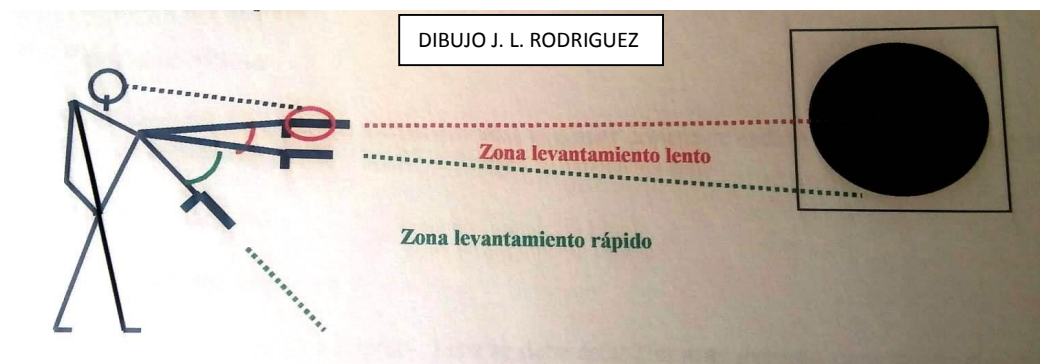 DIBUJO J. L. RODRIGUEZ
Zona levantamiento lento
Zona levantamiento rápido